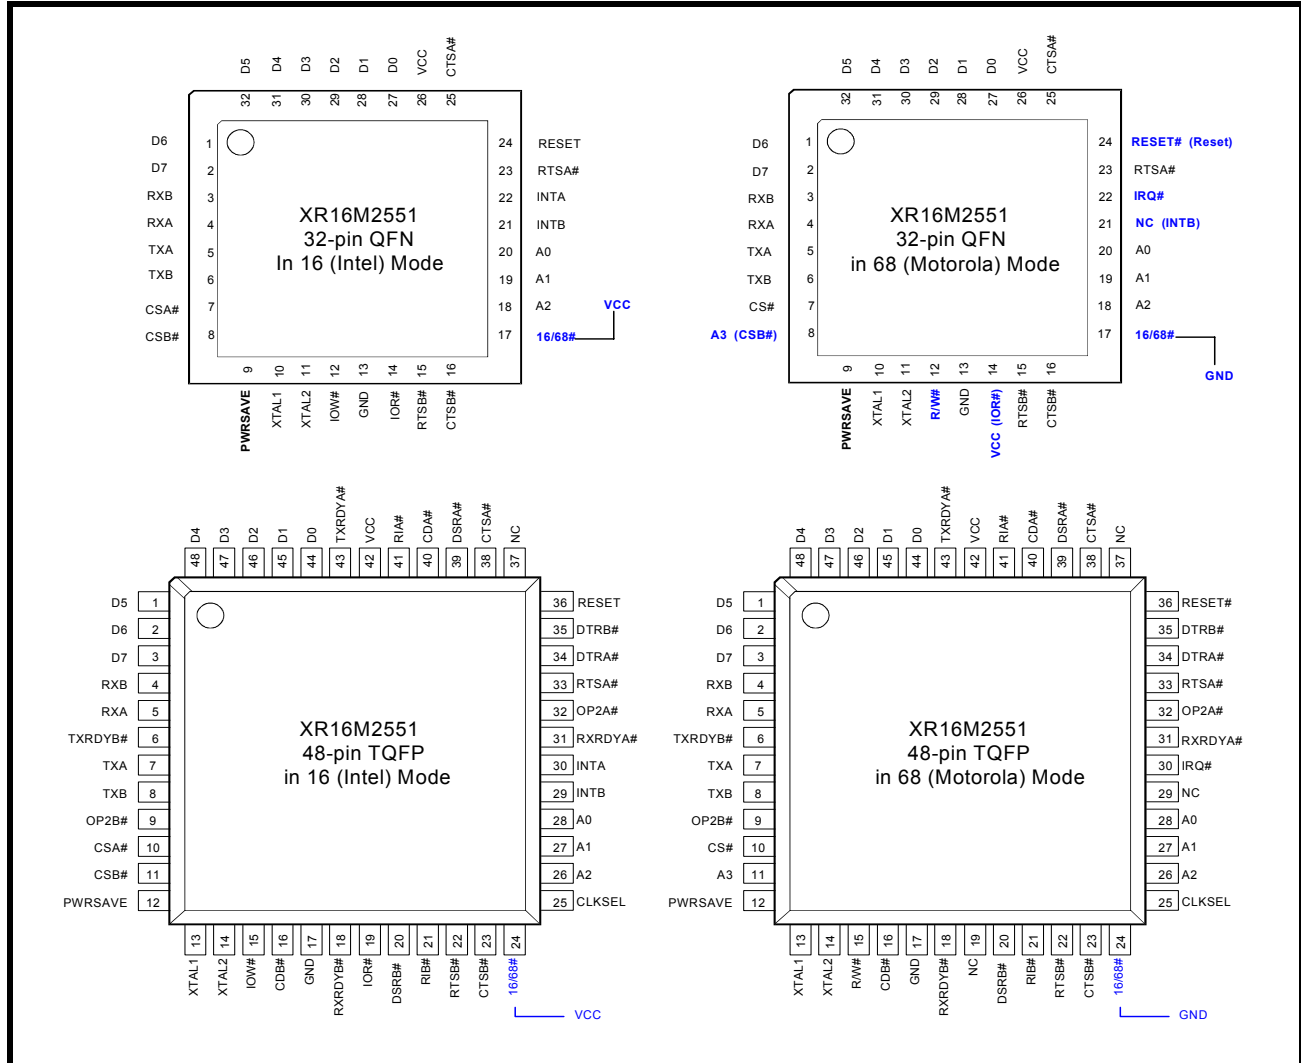 D5 D4 D3 D2 D1 D0 VCC CTSA#
32 31 30 29 28 27 26 25
D6 1
D7 2
RXB 3
RXA 4
TXA 5
TXB 6
CSA# 7
CSB# 8
XR16M2551
32-pin QFN
In 16 (Intel) Mode
24 RESET
23 RTSA#
22 INTA
21 INTB
20 A0
19 A1
18 A2
17 16/68#
VCC
9 10 11 12 13 14 15 16
PWRSAVE XTAL1 XTAL2 IOW# GND IOR# RTSB# CTSB#
D5 D4 D3 D2 D1 D0 VCC CTSA#
32 31 30 29 28 27 26 25
D6 1
D7 2
RXB 3
RXA 4
TXA 5
TXB 6
CS# 7
A3 (CSB#) 8
XR16M2551
32-pin QFN
in 68 (Motorola) Mode
24 RESET# (Reset)
23 RTSA#
22 IRQ#
21 NC (INTB)
20 A0
19 A1
18 A2
17 16/68#
GND
9 10 11 12 13 14 15 16
PWRSAVE XTAL1 XTAL2 R/W# GND VCC (IOR#) RTSB# CTSB#
D4 D3 D2 D1 D0 TXRDYA# VCC RIA# CDA# DSRA# CTSA# NC
48 47 46 45 44 43 42 41 40 39 38 37
D5 1
D6 2
D7 3
RXB 4
RXA 5
TXRDYB# 6
TXA 7
TXB 8
OP2B# 9
CSA# 10
CSB# 11
PWRSAVE 12
XR16M2551
48-pin TQFP
in 16 (Intel) Mode
36 RESET
35 DTRB#
34 DTRA#
33 RTSA#
32 OP2A#
31 RXRDYA#
30 INTA
29 INTB
28 A0
27 A1
26 A2
25 CLKSEL
13 14 15 16 17 18 19 20 21 22 23 24
XTAL1 XTAL2 IOW# CDB# GND RXRDYB# IOR# DSRB# RIB# RTSB# CTSB# 16/68#
VCC
D4 D3 D2 D1 D0 TXRDYA# VCC RIA# CDA# DSRA# CTSA# NC
48 47 46 45 44 43 42 41 40 39 38 37
D5 1
D6 2
D7 3
RXB 4
RXA 5
TXRDYB# 6
TXA 7
TXB 8
OP2B# 9
CS# 10
A3 11
PWRSAVE 12
XR16M2551
48-pin TQFP
in 68 (Motorola) Mode
36 RESET#
35 DTRB#
34 DTRA#
33 RTSA#
32 OP2A#
31 RXRDYA#
30 IRQ#
29 NC
28 A0
27 A1
26 A2
25 CLKSEL
13 14 15 16 17 18 19 20 21 22 23 24
XTAL1 XTAL2 R/W# CDB# GND RXRDYB# NC DSRB# RIB# RTSB# CTSB# 16/68#
GND